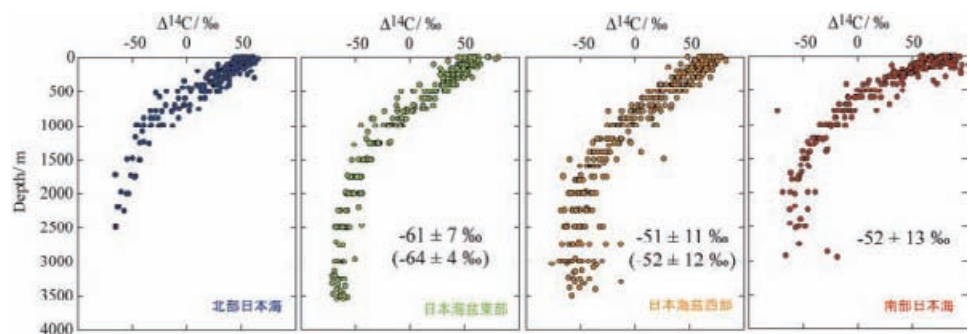 Δ14C/ ‰ Δ14C/ ‰ Δ14C/ ‰ Δ14C/ ‰
-50 0 50 -50 0 50 -50 0 50 -50 0 50
0
500
1000
1500
2000
2500
3000
3500
4000
Depth/m
-61 ± 7 ‰
(-64 ± 4 ‰)
-51 ± 11 ‰
(-52 ± 12 ‰)
-52 ± 13 ‰
北部日本海
日本海盆東部
日本海盆西部
南部日本海